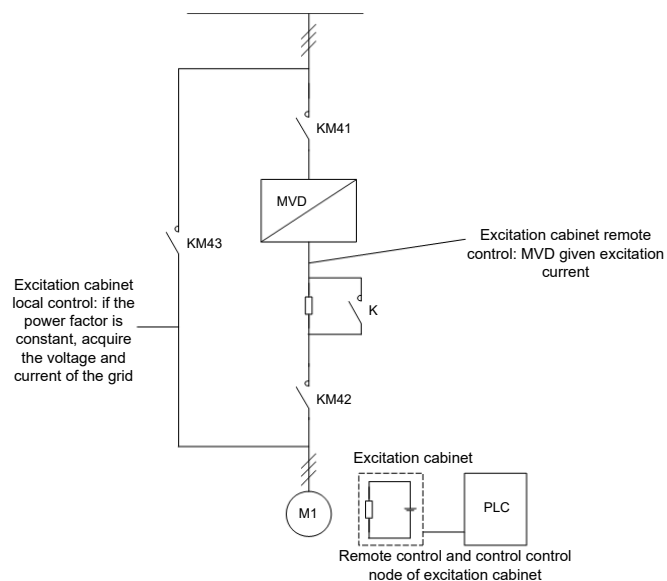 KM41
MVD
KM43
Excitation cabinet remote
control: MVD given excitation
current
Excitation cabinet
local control: if the
power factor is
constant, acquire
the voltage and
current of the grid
K
KM42
Excitation cabinet
M1
PLC
Remote control and control control
node of excitation cabinet